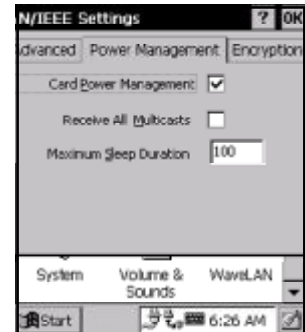 N/IEEE Settings ? OK
dvanced Power Management Encryption
Card Power Management
Receive All Multicasts
Maximum Sleep Duration 100
System Volume & Sounds WaveLAN
Start 6:26 AM